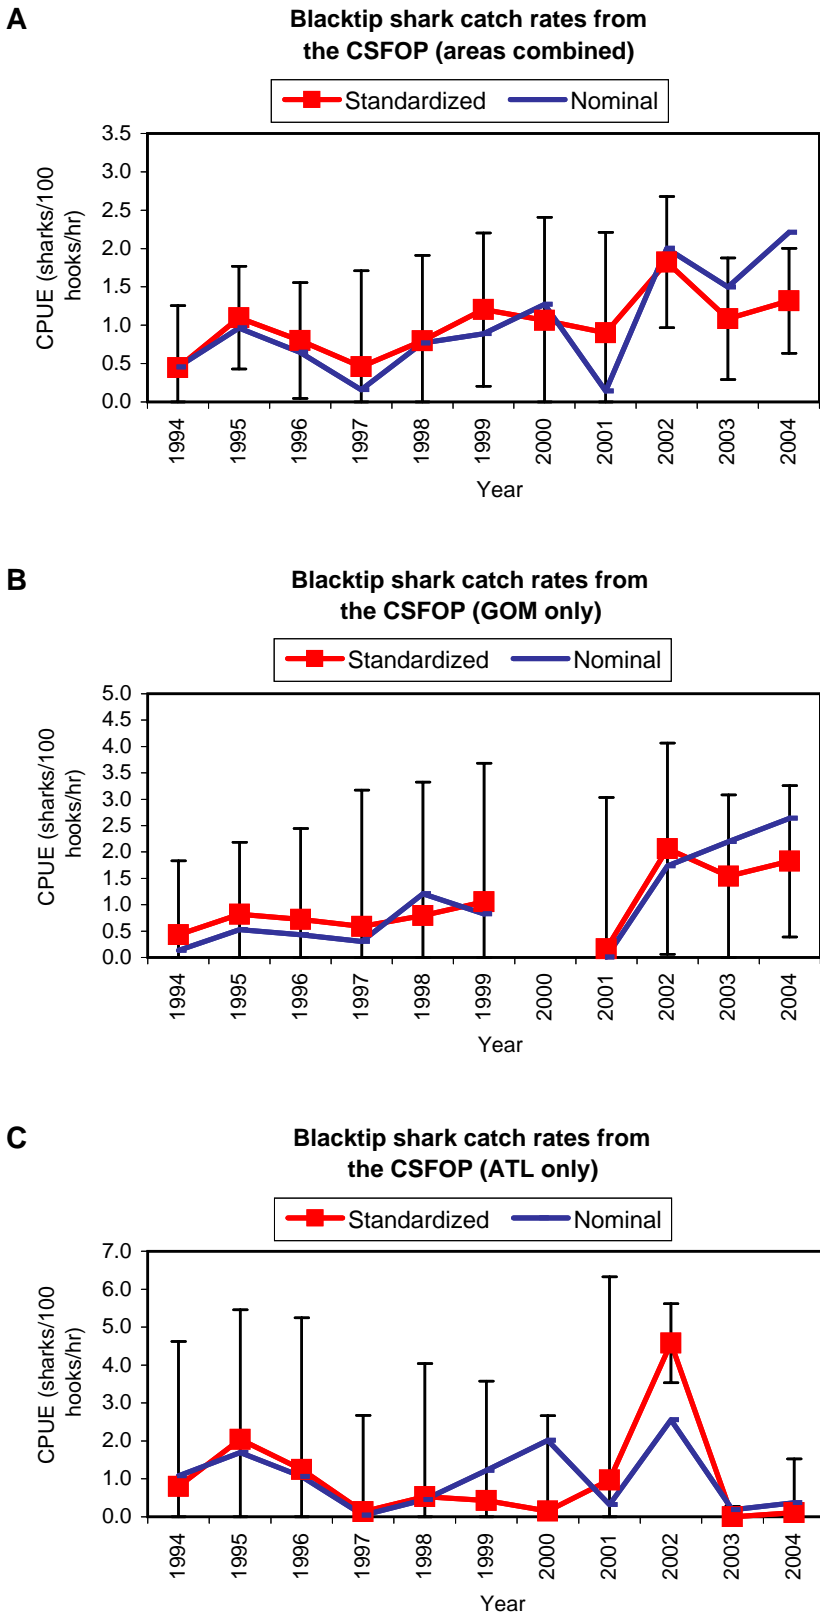 A
Blacktip shark catch rates from
the CSFOP (areas combined)
Standardized Nominal
CPUE (sharks/100
hooks/hr)
3.5
3.0
2.5
2.0
1.5
1.0
0.5
0.0
1994 1995 1996 1997 1998 1999 2000 2001 2002 2003 2004
Year
B
Blacktip shark catch rates from
the CSFOP (GOM only)
Standardized Nominal
CPUE (sharks/100
hooks/hr)
5.0
4.5
4.0
3.5
3.0
2.5
2.0
1.5
1.0
0.5
0.0
1994 1995 1996 1997 1998 1999 2000 2001 2002 2003 2004
Year
C
Blacktip shark catch rates from
the CSFOP (ATL only)
Standardized Nominal
CPUE (sharks/100
hooks/hr)
7.0
6.0
5.0
4.0
3.0
2.0
1.0
0.0
1994 1995 1996 1997 1998 1999 2000 2001 2002 2003 2004
Year